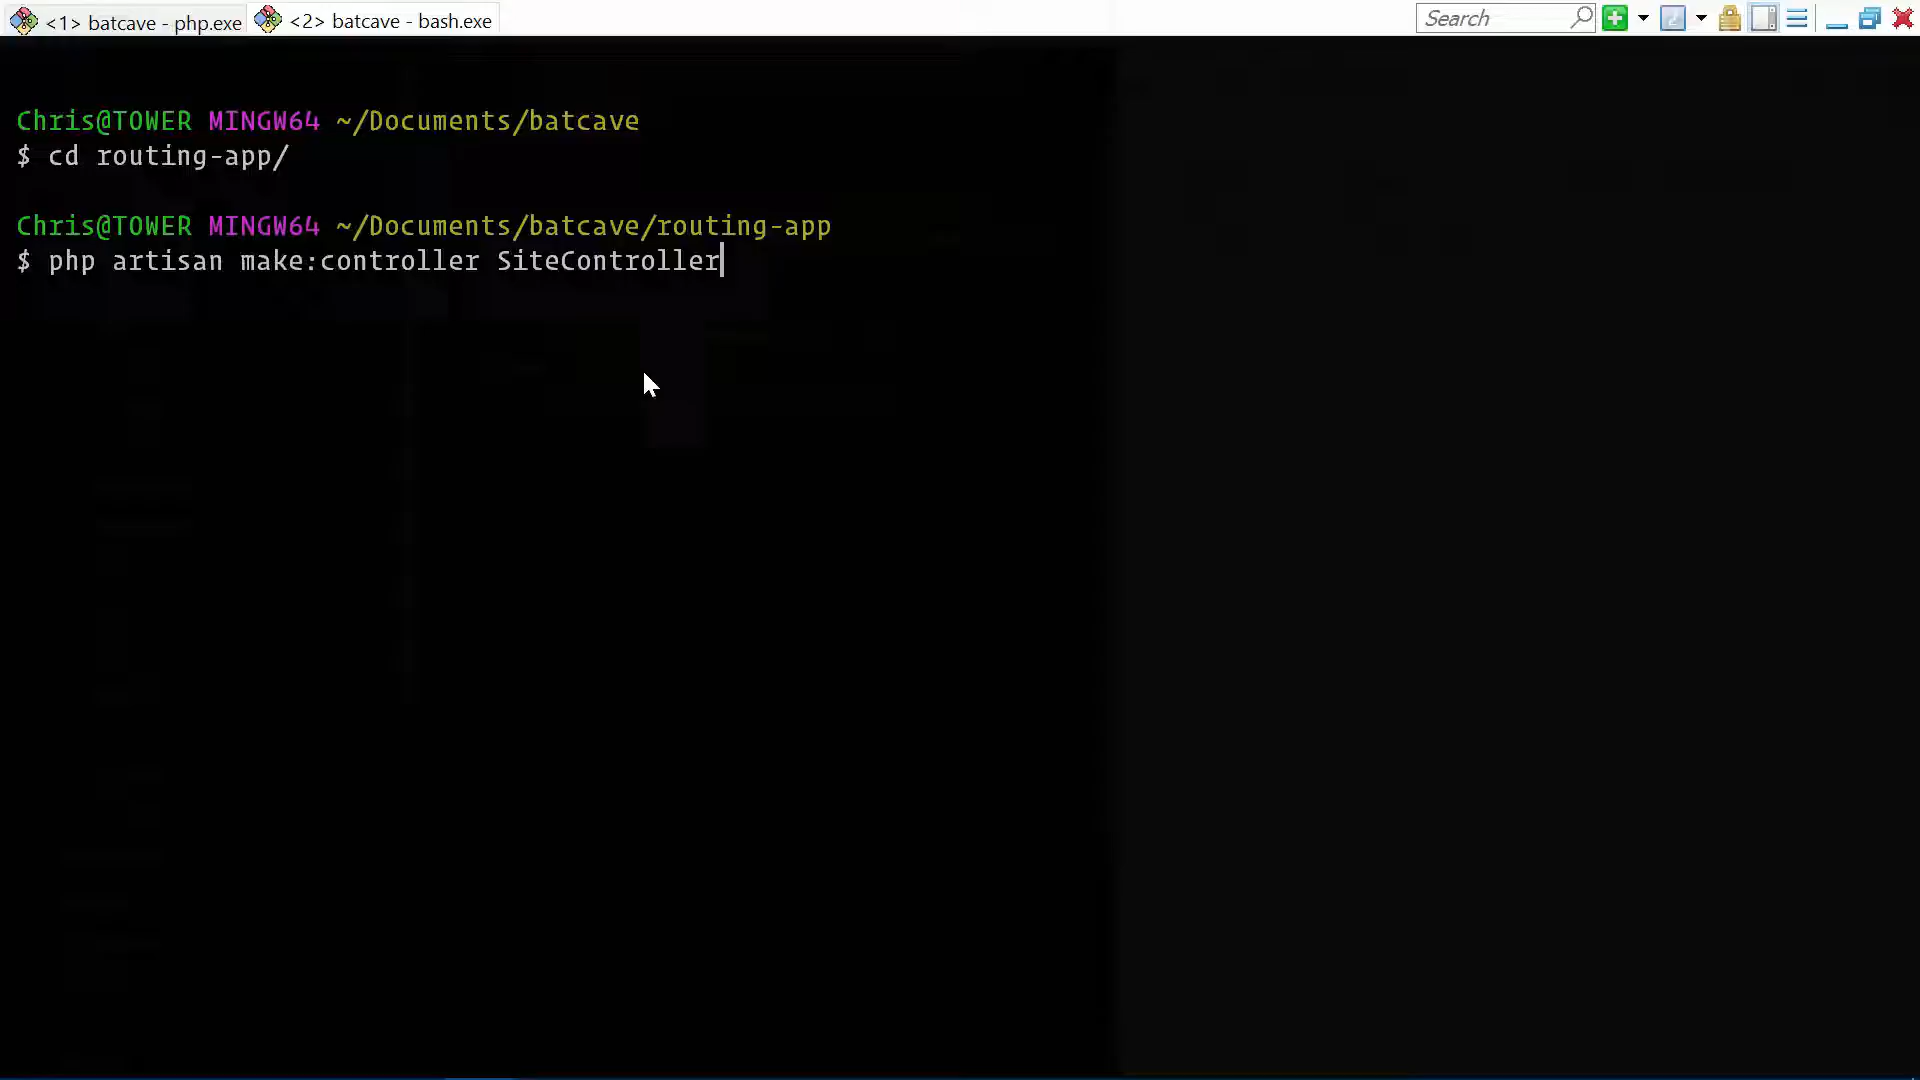 <1> batcave - php.exe
<2> batcave - bash.exe
Search
Chris@TOWER MINGW64 ~/Documents/batcave
$ cd routing-app/
Chris@TOWER MINGW64 ~/Documents/batcave/routing-app
$ php artisan make:controller SiteController